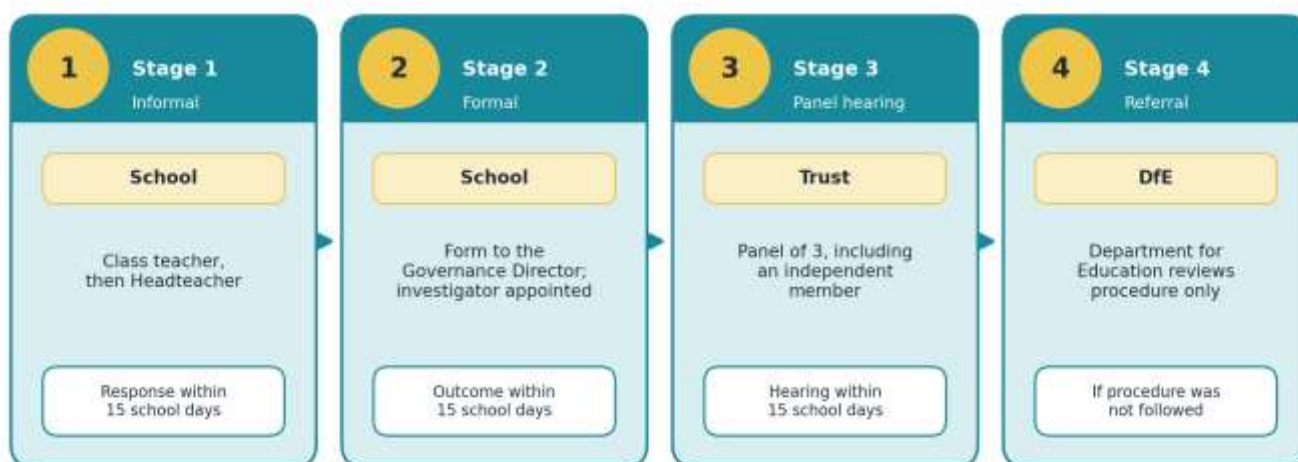 1
Stage 1
Informal
School
Class teacher,
then Headteacher
Response within
15 school days
2
Stage 2
Formal
School
Form to the
Governance Director;
investigator appointed
Outcome within
15 school days
3
Stage 3
Panel hearing
Trust
Panel of 3, including
an independent
member
Hearing within
15 school days
4
Stage 4
Referral
DfE
Department for
Education reviews
procedure only
If procedure was
not followed